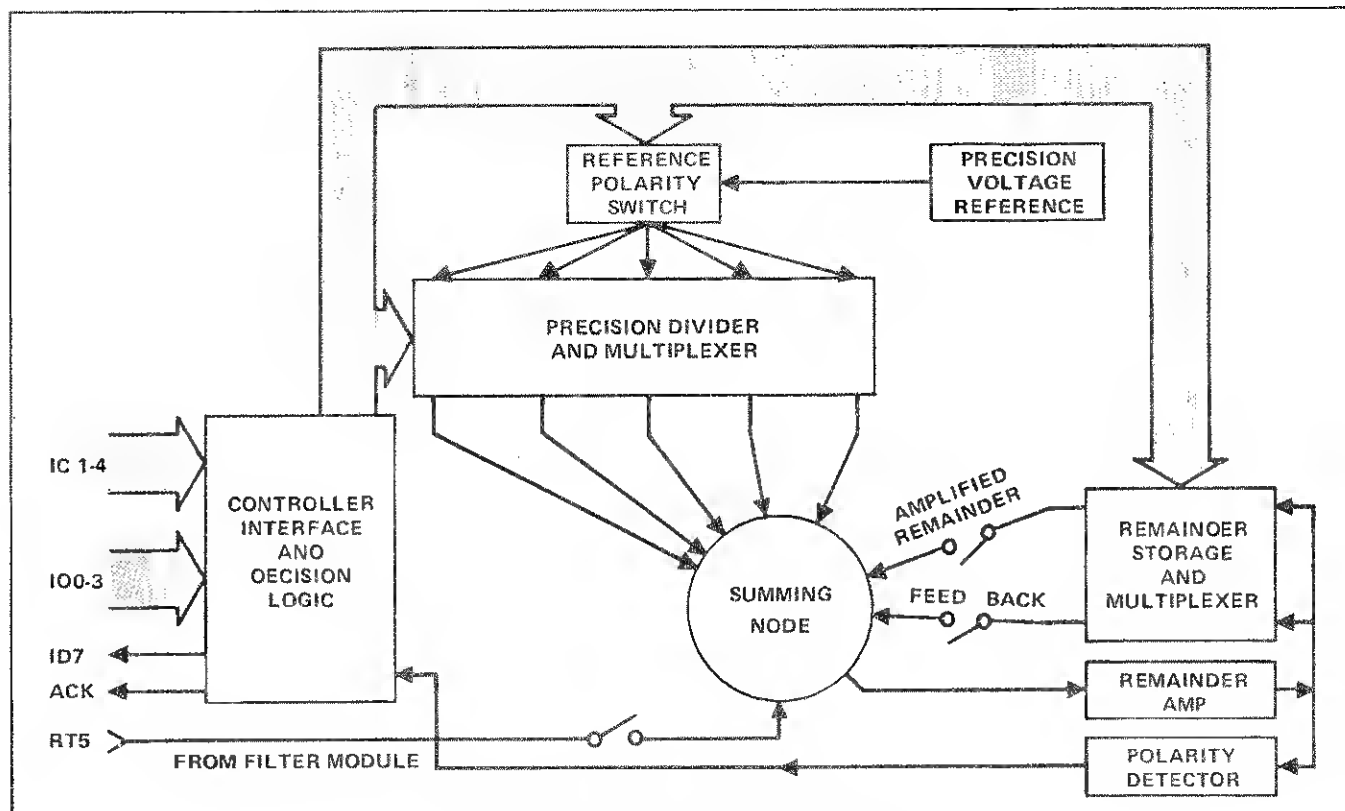 REFERENCE
POLARITY
SWITCH
PRECISION
VOLTAGE
REFERENCE
PRECISION DIVIDER
AND MULTIPLEXER
IC 1-4
IO0-3
ID7
ACK
RT5
CONTROLLER
INTERFACE
AND
OECISION
LOGIC
FROM FILTER MODULE
SUMMING
NODE
AMPLIFIED
REMAINDER
FEED BACK
REMAINOER
STORAGE
AND
MULTIPLEXER
REMAINDER
AMP
POLARITY
DETECTOR